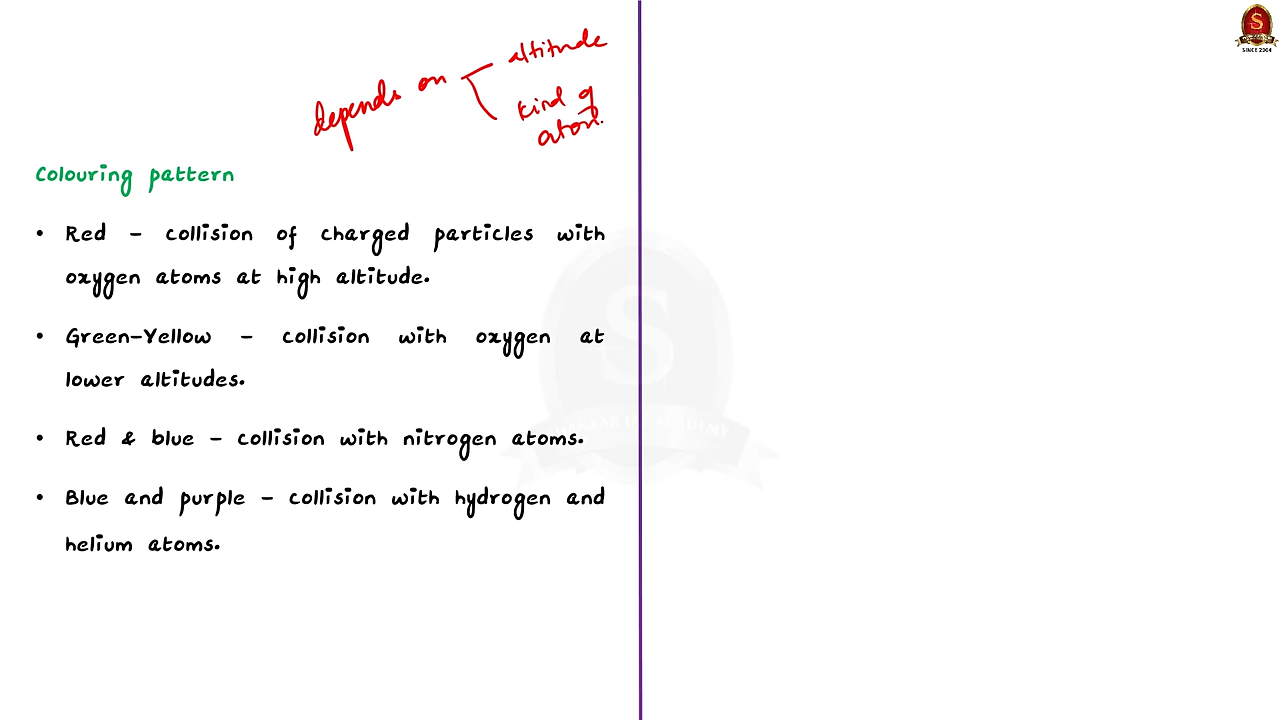 depends on
altitude
kind of
atom.
Colouring pattern
• Red – collision of charged particles with
oxygen atoms at high altitude.
• Green-Yellow – collision with oxygen at
lower altitudes.
• Red & blue – collision with nitrogen atoms.
• Blue and purple – collision with hydrogen and
helium atoms.
S
SINCE 2004
S